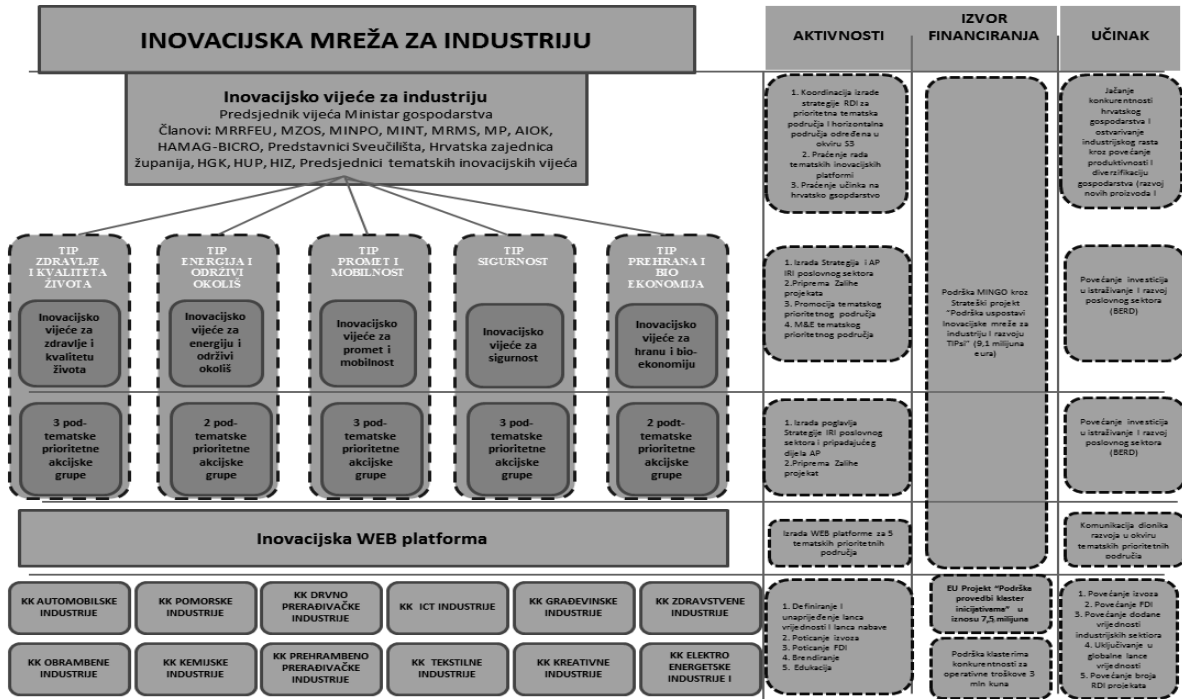 INOVACIJSKA MREŽA ZA INDUSTRIJU
AKTIVNOSTI
IZVOR
FINANCIRANJA
UČINAK
Inovacijsko vijeće za industriju
Predsjednik vijeća Ministar gospodarstva
Članovi: MRRFEU, MZOS, MINPO, MINT, MRMS, MP, AIOK,
HAMAG-BICRO, Predstavnici Sveučilišta, Hrvatska zajednica
županija, HGK, HUP, HIZ, Predsjednici tematskih inovacijskih vijeća
1. Koordinacija izrade
strategije RDI za
prioritetna tematska
područja i horizontalna
područja određena u
okviru S3
2. Praćenje rada
tematskih inovacijskih
platformi
3. Praćenje učinka na
hrvatsko gsopdarstvo
Jačanje
konkurentnosti
hrvatskog
gospodarstva i
ostvarivanje
industrijskog rasta
kroz povećanje
produktivnosti i
diverzifikaciju
gospodarstva (razvoj
novih proizvoda i
TIP
ZDRAVLJE
I KVALITETA
ŽIVOTA
Inovacijsko
vijeće za
zdravlje i
kvalitetu
života
3 pod-
tematske
prioritetne
akcijske
grupe
TIP
ENERGIJA I
ODRŽIVI
OKOLIŠ
Inovacijsko
vijeće za
energiju i
održivi
okoliš
2 pod-
tematske
prioritetne
akcijske
grupe
TIP
PROMET I
MOBILNOST
Inovacijsko
vijeće za
promet i
mobilnost
3 pod-
tematske
prioritetne
akcijske
grupe
TIP
SIGURNOST
Inovacijsko
vijeće za
sigurnost
3 pod-
tematske
prioritetne
akcijske
grupe
TIP
PREHRANA I
BIO
EKONOMIJA
Inovacijsko
vijeće za
hranu i bio-
ekonomiju
2 podt-
tematske
prioritetne
akcijske
grupe
1. Izrada Strategija i AP
IRI poslovnog sektora
2.Priprema Zalihe
projekata
3. Promocija tematskog
prioritetnog područja
4. M&E tematskog
prioritetnog područja
Podrška MINGO kroz
Strateški projekt
"Podrška uspostavi
Inovacijske mreže za
industriju i razvoju
TIPsi" (9,1 milijuna
eura)
Povećanje investicija
u istraživanje i razvoj
poslovnog sektora
(BERD)
1. Izrada poglavlja
Strategije IRI poslovnog
sektora i pripadajućeg
dijela AP
2.Priprema Zalihe
projekat
Povećanje investicija
u istraživanje i razvoj
poslovnog sektora
(BERD)
Inovacijska WEB platforma
Izrada WEB platforme za 5
tematskih prioritetnih
područja
Komunikacija dionika
razvoja u okviru
tematskih prioritetnih
područja
KK AUTOMOBILSKE
INDUSTRIJE
KK POMORSKE
INDUSTRIJE
KK DRVNO
PRERAĐIVAČKE
INDUSTRIJE
KK ICT INDUSTRIJE
KK GRAĐEVINSKE
INDUSTRIJE
KK ZDRAVSTVENE
INDUSTRIJE
KK OBRAMBENE
INDUSTRIJE
KK KEMIJSKE
INDUSTRIJE
KK PREHRAMBENO
PRERAĐIVAČKE
INDUSTRIJE
KK TEKSTILNE
INDUSTRIJE
KK KREATIVNE
INDUSTRIJE
KK ELEKTRO
ENERGETSKE
INDUSTRIJE I
1. Definiranje i
unaprijeđenje lanca
vrijednosti i lanca nabave
2. Poticanje izvoza
3. Poticanje FDI
4. Brendiranje
5. Edukacija
EU Projekt "Podrška
provedbi klaster
inicijativama" u
iznosu 7,5 milijuna
Podrška klasterima
konkurentnosti za
operativne troškove 3
mln kuna
1. Povećanje izvoza
2. Povećanje FDI
3. Povećanje dodane
vrijednosti
industrijskih sektora
4. Uključivanje u
globalne lance
vrijednosti
5. Povećanje broja
RDI projekata